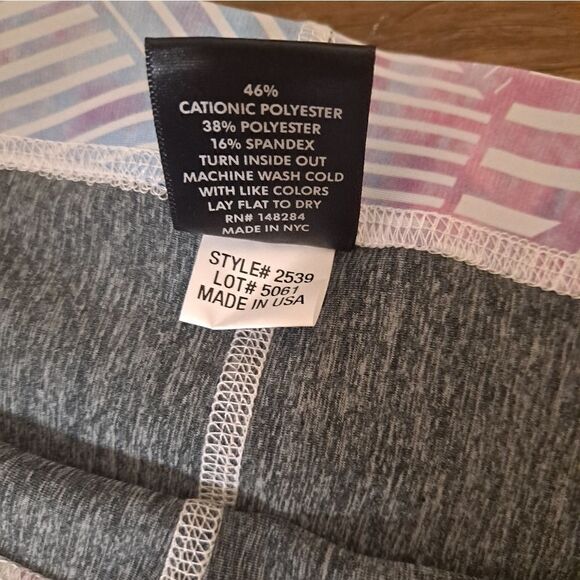 46%
CATIONIC POLYESTER
38% POLYESTER
16% SPANDEX
TURN INSIDE OUT
MACHINE WASH COLD
WITH LIKE COLORS
LAY FLAT TO DRY
RN# 148284
MADE IN NYC
STYLE# 2539
LOT# 5061
MADE IN USA